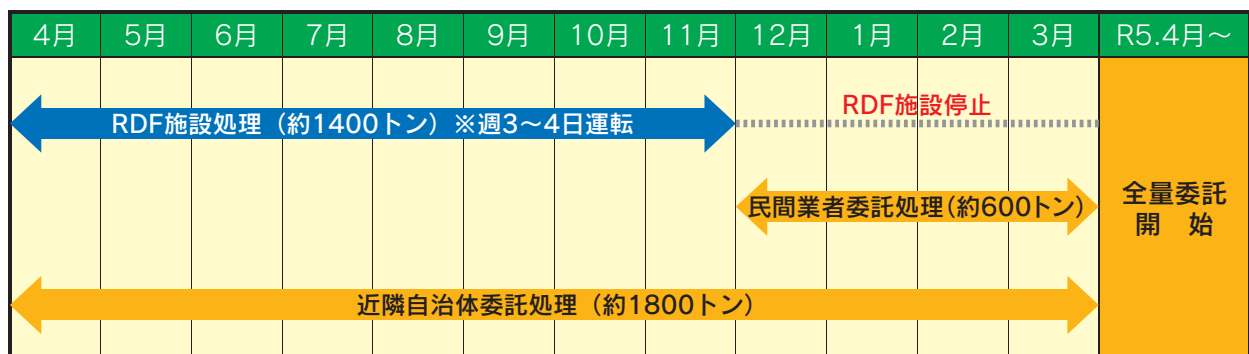 4月 5月 6月 7月 8月 9月 10月 11月 12月 1月 2月 3月 R5.4月～
RDF施設停止
RDF施設処理（約1400トン）※週3～4日運転
民間業者委託処理（約600トン）
全量委託
開　始
近隣自治体委託処理（約1800トン）